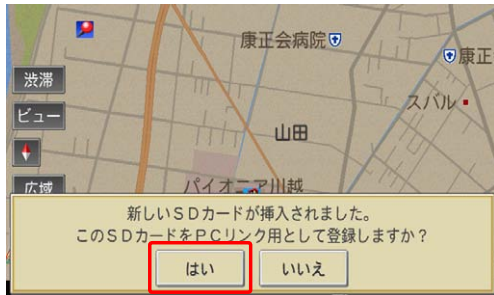 康正会病院
康正
渋滞
スバル
ビュー
山田
広域
パイオニア川越
新しいSDカードが挿入されました。
このSDカードをPCリンク用として登録しますか？
はい
いいえ